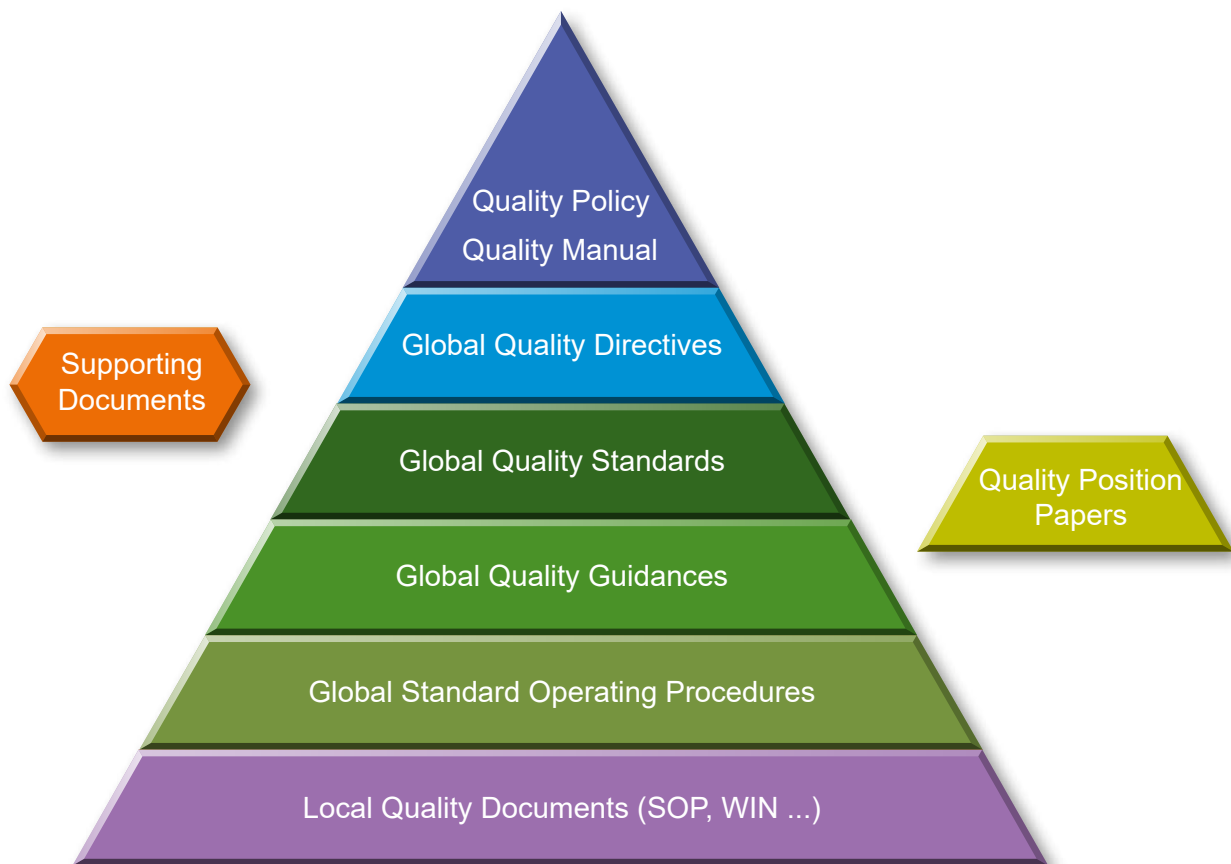 Quality Policy
Quality Manual
Global Quality Directives
Supporting
Documents
Global Quality Standards
Quality Position
Papers
Global Quality Guidances
Global Standard Operating Procedures
Local Quality Documents (SOP, WIN ...)